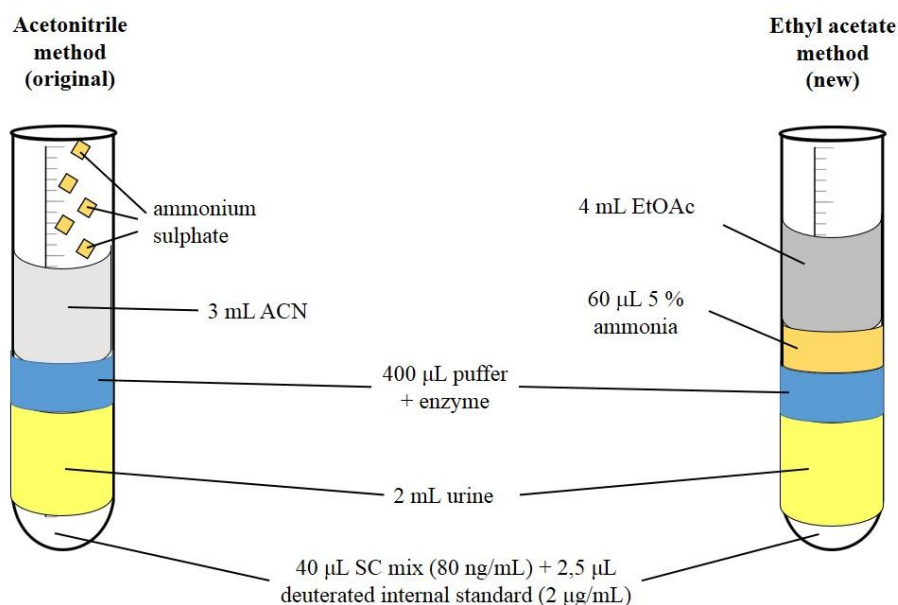 Acetonitrile
method
(original)
Ethyl acetate
method
(new)
ammonium
sulphate
4 mL EtOAc
3 mL ACN
60 μL 5 %
ammonia
400 μL puffer
+ enzyme
2 mL urine
40 μL SC mix (80 ng/mL) + 2,5 μL
deuterated internal standard (2 μg/mL)